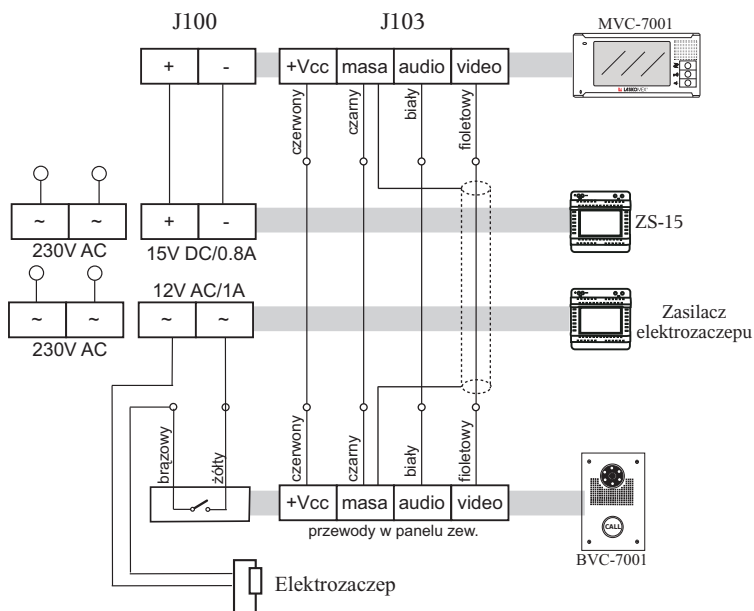 J100 J103 MVC-7001
+ - +Vcc masa audio video
LASKOMEX
czerwony czarny biały fioletowy
~ ~ + - ZS-15
230V AC 15V DC/0.8A
12V AC/1A
~ ~ ~ ~ Zasilacz
elektrozaczepu
230V AC
brązowy żółty czerwony czarny biały fioletowy
+Vcc masa audio video
przewody w panelu zew.
CALL
BVC-7001
Elektrozaczep